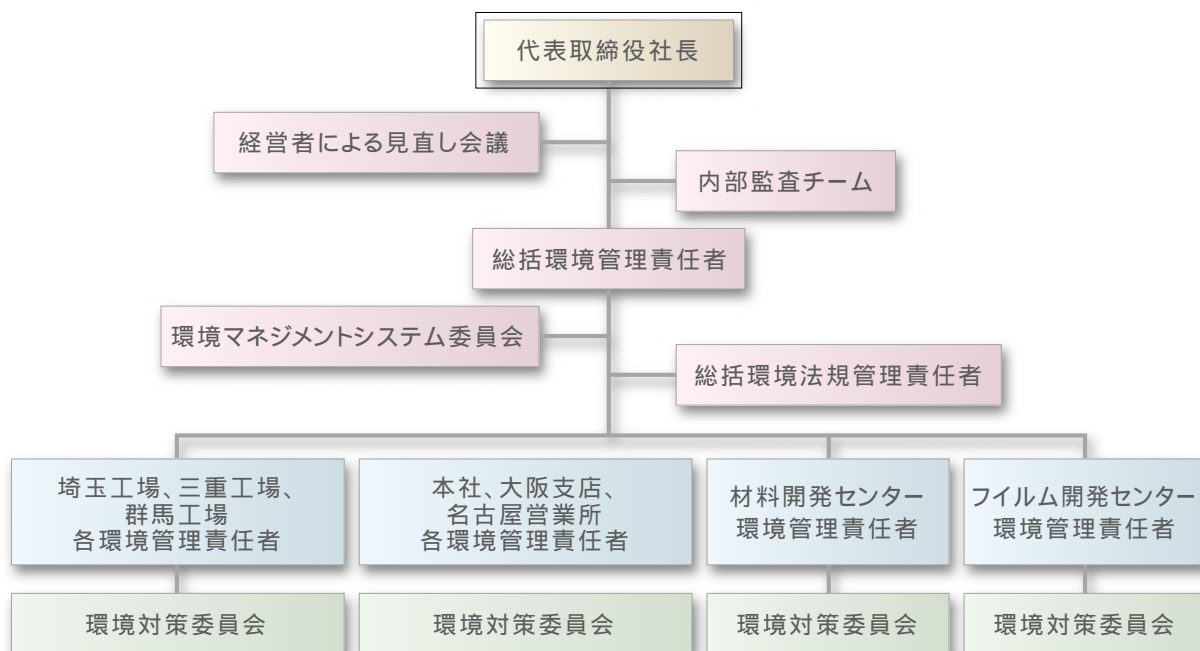 代表取締役社長
経営者による見直し会議
内部監査チーム
総括環境管理責任者
環境マネジメントシステム委員会
総括環境法規管理責任者
埼玉工場、三重工場、
群馬工場
各環境管理責任者
本社、大阪支店、
名古屋営業所
各環境管理責任者
材料開発センター
環境管理責任者
フイルム開発センター
環境管理責任者
環境対策委員会
環境対策委員会
環境対策委員会
環境対策委員会